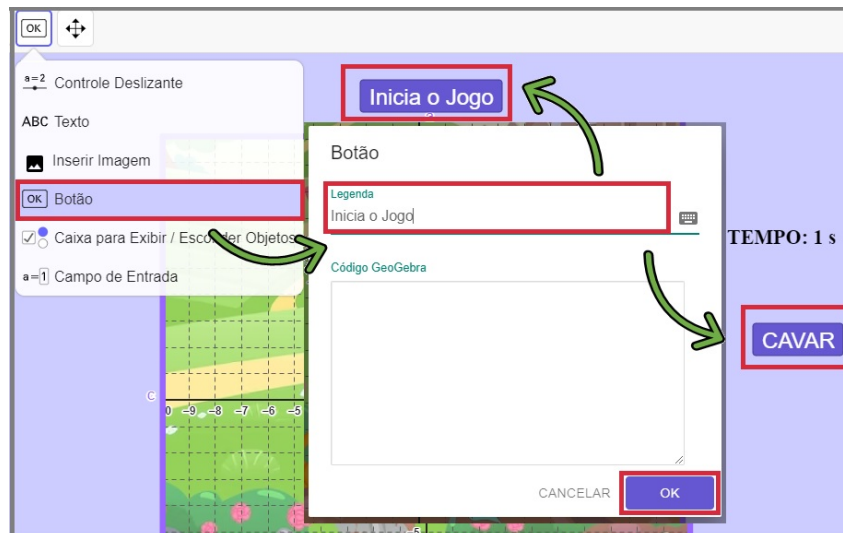 OK
a=2 Controle Deslizante
ABC Texto
Inserir Imagem
OK Botão
Caixa para Exibir / Esconder Objetos
a=1 Campo de Entrada
Inicia o Jogo
Botão
Legenda
Inicia o Jogo
Código GeoGebra
CANCELAR OK
TEMPO: 1 s
CAVAR
C
0 -9 -8 -7 -6 -5
-5